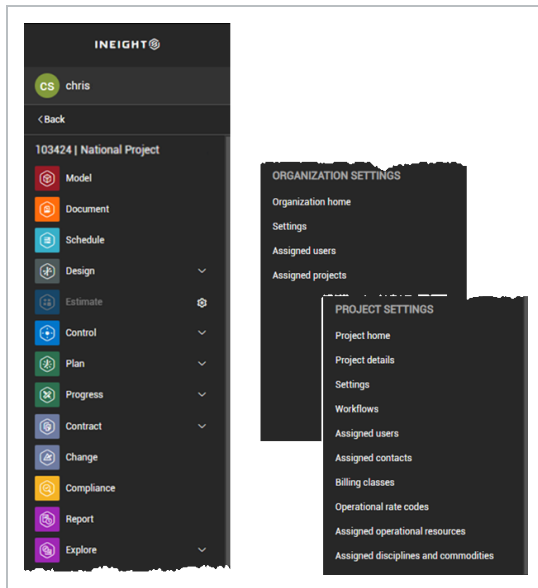 INEIGHT
CS chris
<Back
103424 | National Project
Model
Document
Schedule
Design
Estimate
Control
Plan
Progress
Contract
Change
Compliance
Report
Explore
ORGANIZATION SETTINGS
Organization home
Settings
Assigned users
Assigned projects
PROJECT SETTINGS
Project home
Project details
Settings
Workflows
Assigned users
Assigned contacts
Billing classes
Operational rate codes
Assigned operational resources
Assigned disciplines and commodities